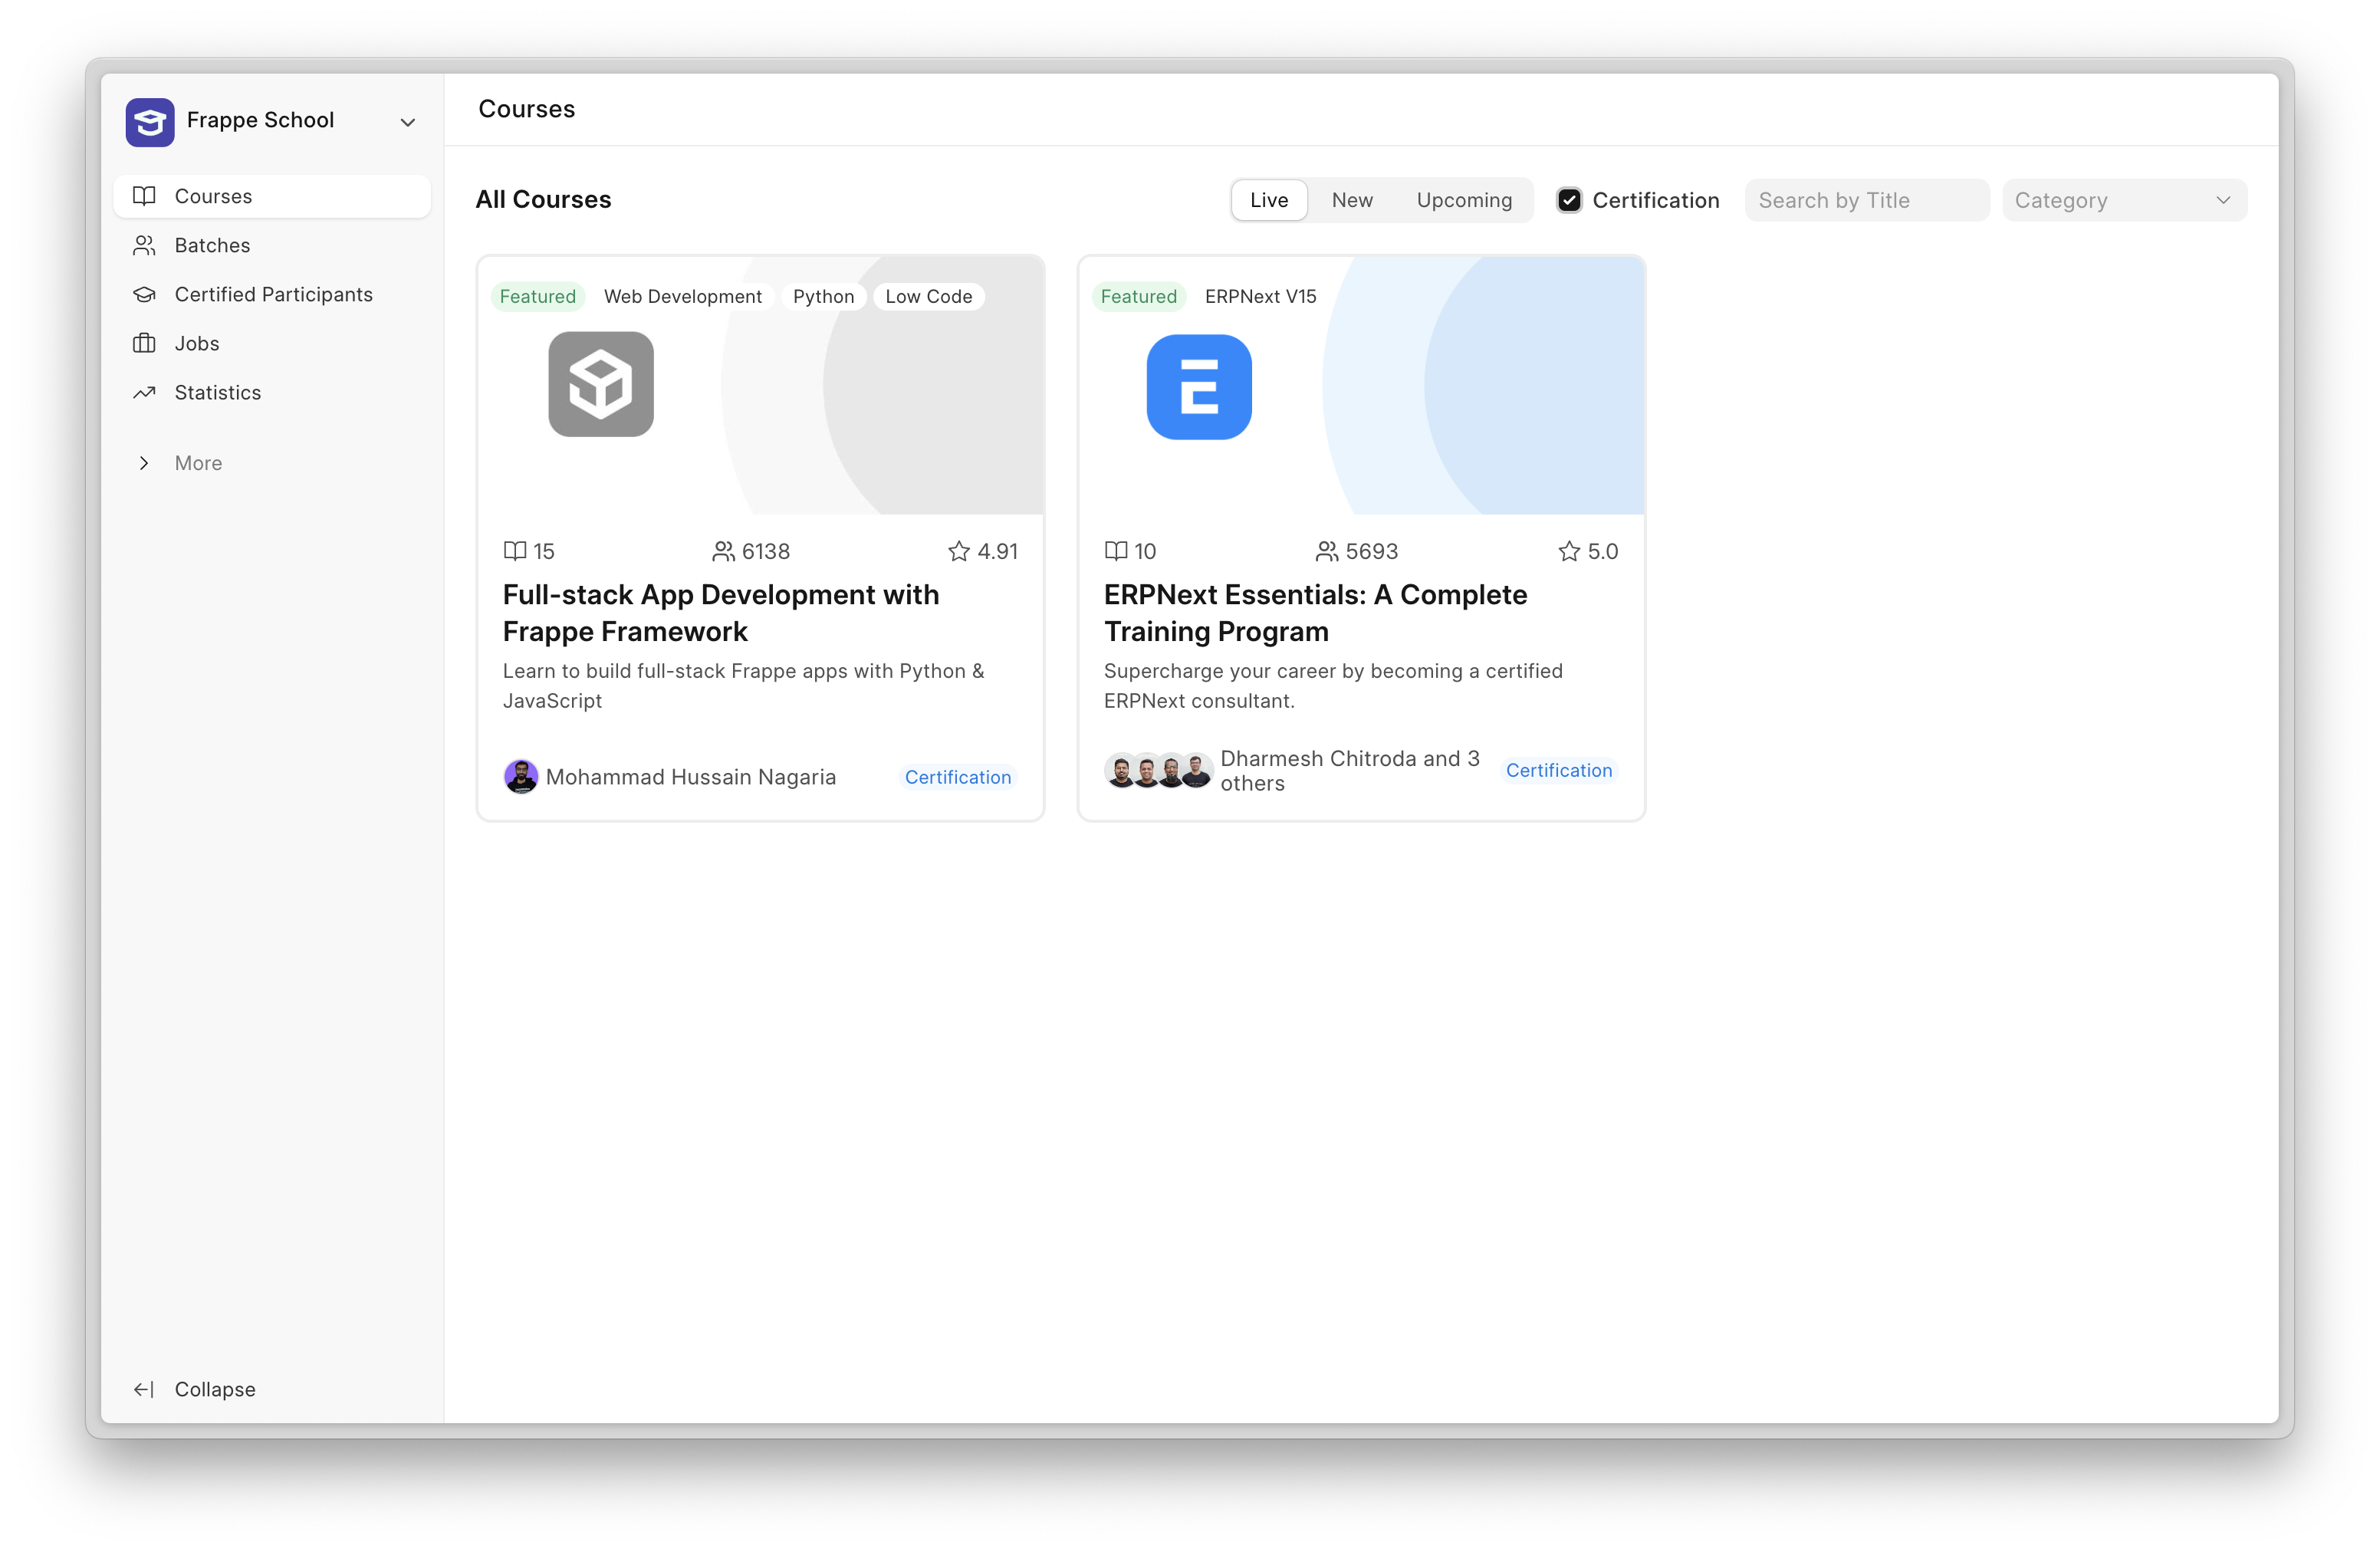 Frappe School
Courses
Batches
Certified Participants
Jobs
Statistics
More
Collapse
Courses
All Courses
Live New Upcoming Certification Search by Title Category
Featured Web Development Python Low Code
15 6138 4.91
Full-stack App Development with
Frappe Framework
Learn to build full-stack Frappe apps with Python &
JavaScript
Mohammad Hussain Nagaria Certification
Featured ERPNext V15
E
10 5693 5.0
ERPNext Essentials: A Complete
Training Program
Supercharge your career by becoming a certified
ERPNext consultant.
Dharmesh Chitroda and 3
others
Certification